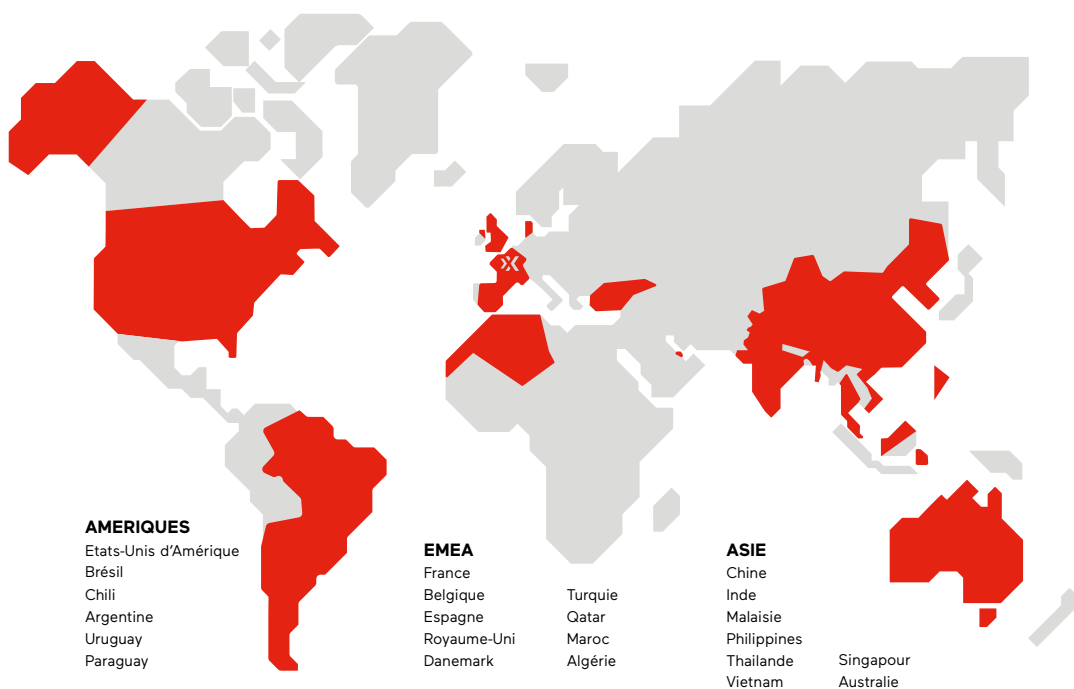 AMERIQUES
Etats-Unis d'Amérique
Brésil
Chili
Argentine
Uruguay
Paraguay
EMEA
France
Belgique
Espagne
Royaume-Uni
Danemark
Turquie
Qatar
Maroc
Algérie
ASIE
Chine
Inde
Malaisie
Philippines
Thailande
Vietnam
Singapour
Australie